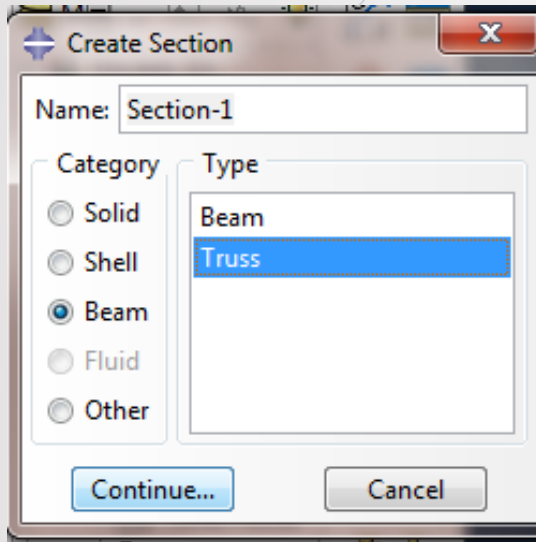 Create Section
Name: Section-1
Category
Type
Solid
Shell
Beam
Fluid
Other
Beam
Truss
Continue...
Cancel